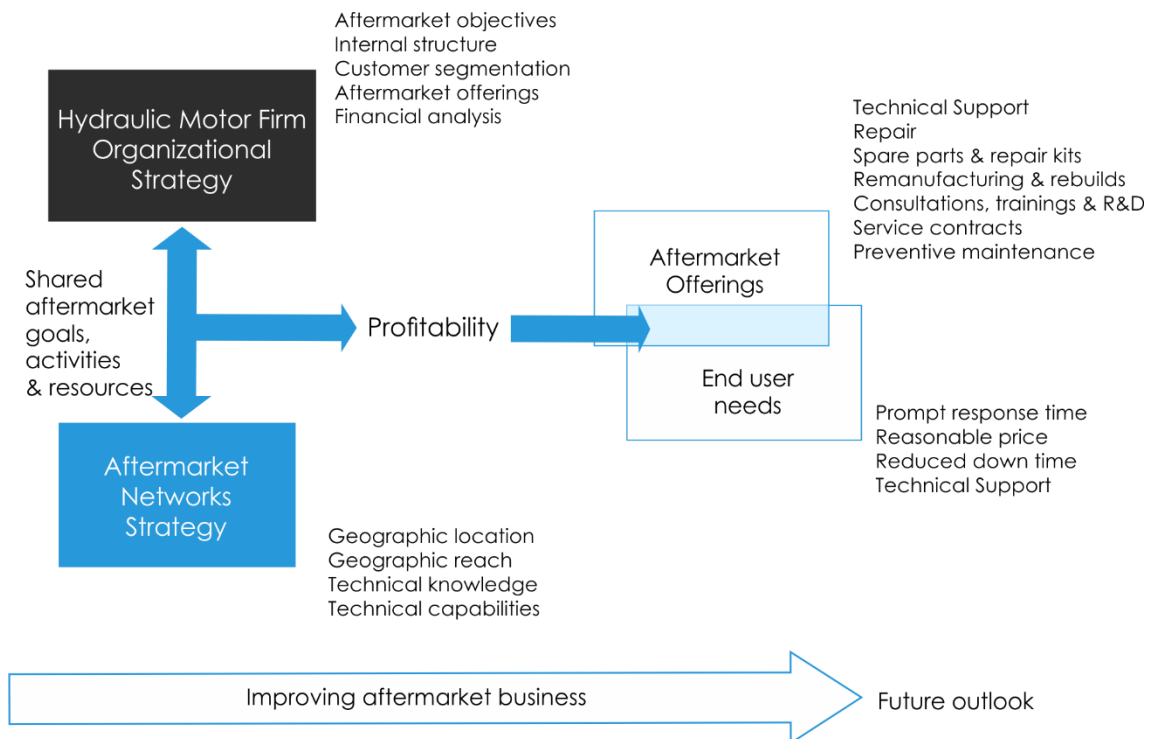 Aftermarket objectives
Internal structure
Customer segmentation
Aftermarket offerings
Financial analysis
Hydraulic Motor Firm
Organizational
Strategy
Shared
aftermarket
goals,
activities
& resources
Profitability
Aftermarket
Networks
Strategy
Geographic location
Geographic reach
Technical knowledge
Technical capabilities
Technical Support
Repair
Spare parts & repair kits
Remanufacturing & rebuilds
Consultations, trainings & R&D
Service contracts
Preventive maintenance
Aftermarket
Offerings
End user
needs
Prompt response time
Reasonable price
Reduced down time
Technical Support
Improving aftermarket business
Future outlook